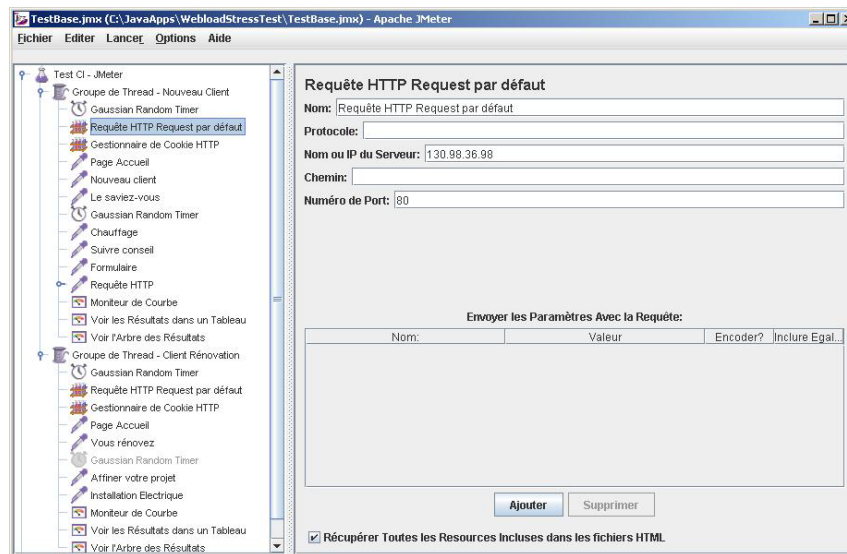 TestBase.jmx (C:\JavaApps\WebloadStressTest\TestBase.jmx) - Apache JMeter
Fichier Editer Lancer Options Aide
Test CI - JMeter
Groupe de Thread - Nouveau Client
Gaussian Random Timer
Requête HTTP Request par défaut
Gestionnaire de Cookie HTTP
Page Accueil
Nouveau client
Le saviez-vous
Gaussian Random Timer
Chauffage
Suivre conseil
Formulaire
Requête HTTP
Moniteur de Courbe
Voir les Résultats dans un Tableau
Voir l'Arbre des Résultats
Groupe de Thread - Client Rénovation
Gaussian Random Timer
Requête HTTP Request par défaut
Gestionnaire de Cookie HTTP
Page Accueil
Vous rénovez
Gaussian Random Timer
Affiner votre projet
Installation Electrique
Moniteur de Courbe
Voir les Résultats dans un Tableau
Voir l'Arbre des Résultats
Requête HTTP Request par défaut
Nom: Requête HTTP Request par défaut
Protocole:
Nom ou IP du Serveur: 130.98.36.98
Chemin:
Numéro de Port: 80
Envoyer les Paramètres Avec la Requéte:
Nom: Valeur Encoder? Inclure Egal...
Ajouter Supprimer
Récupérer Toutes les Resources Incluses dans les fichiers HTML